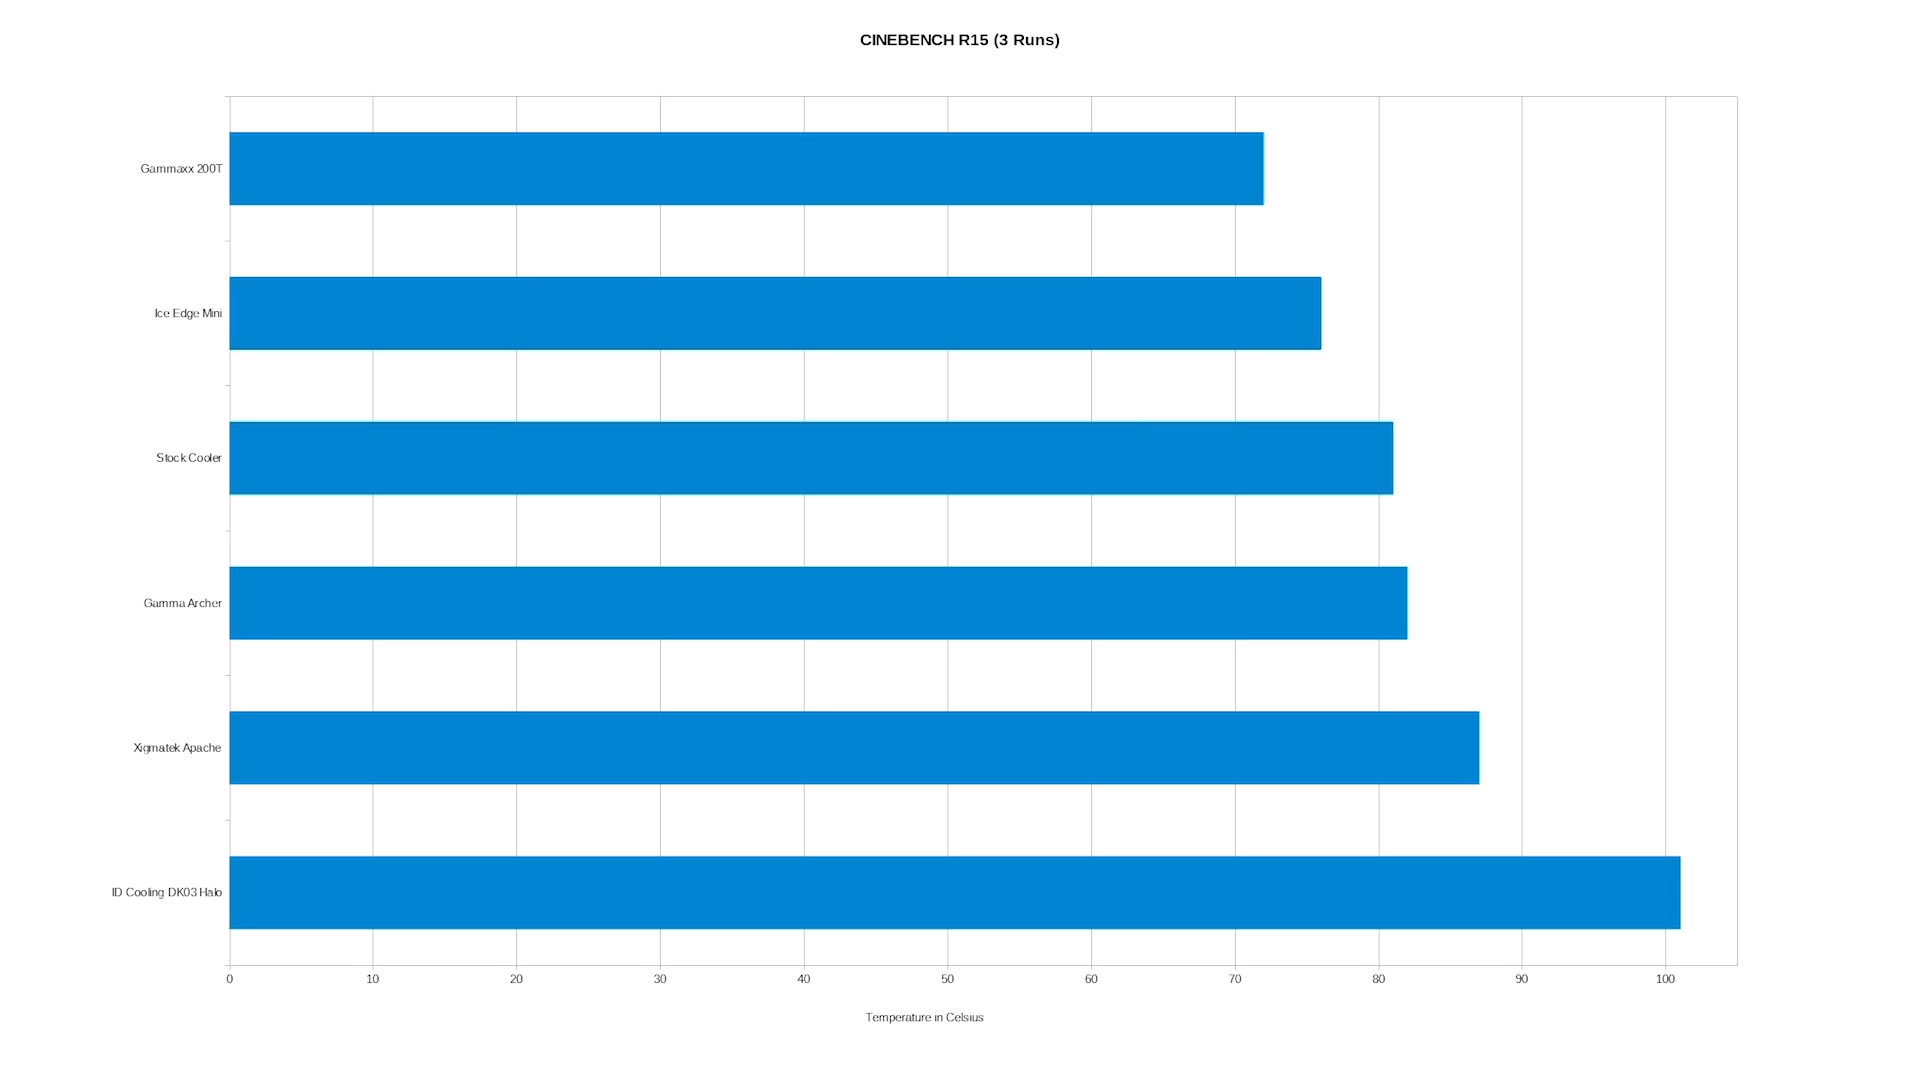 CINEBENCH R15 (3 Runs)
Gammaxx 200T
Ice Edge Mini
Stock Cooler
Gamma Archer
Xigmatek Apache
ID Cooling DK03 Halo
0 10 20 30 40 50 60 70 80 90 100
Temperature in Celsius